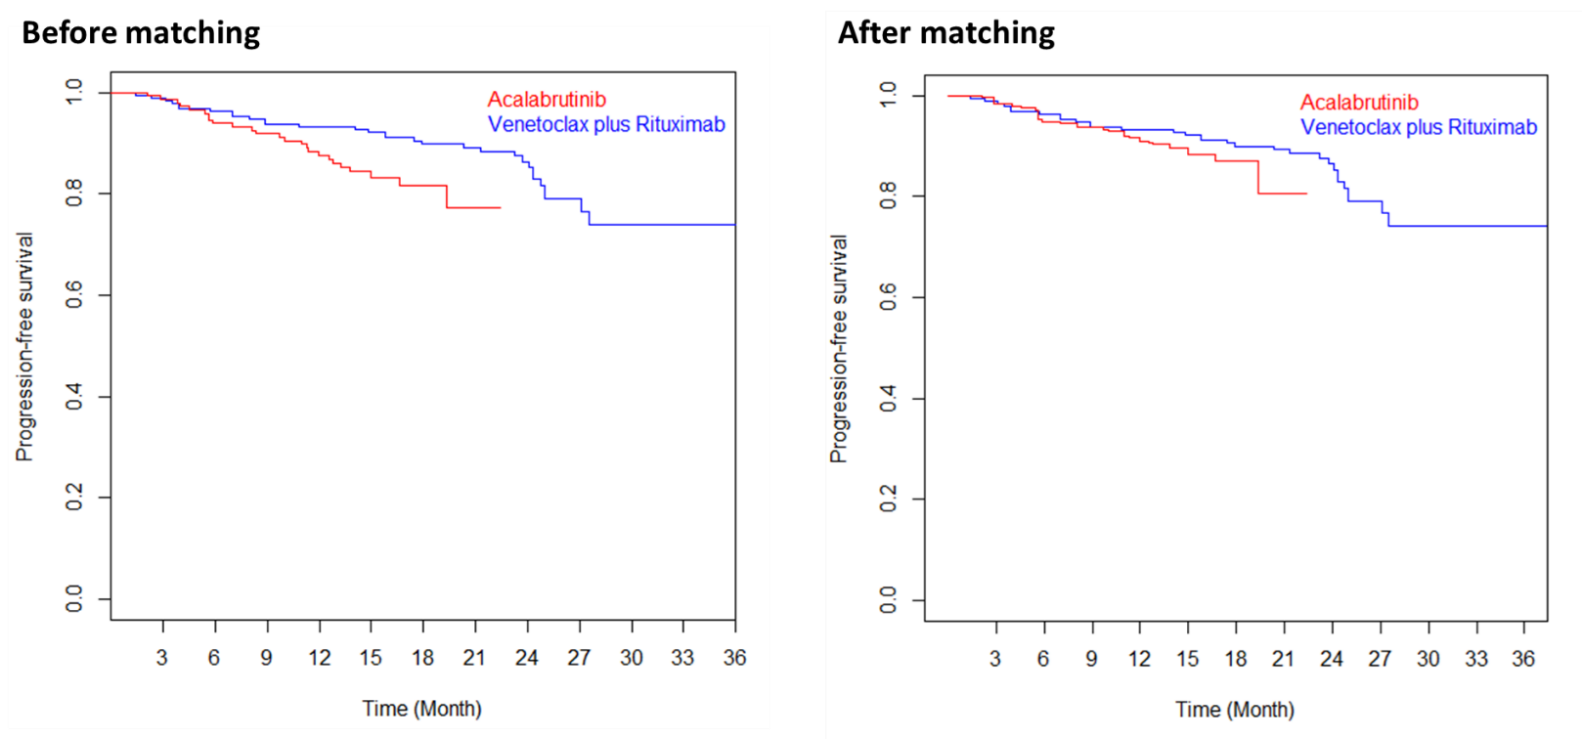 Before matching
1.0
0.8
0.6
0.4
0.2
0.0
Progression-free survival
Acalabrutinib
Venetoclax plus Rituximab
3 6 9 12 15 18 21 24 27 30 33 36
Time (Month)
After matching
1.0
0.8
0.6
0.4
0.2
0.0
Progression-free survival
Acalabrutinib
Venetoclax plus Rituximab
3 6 9 12 15 18 21 24 27 30 33 36
Time (Month)